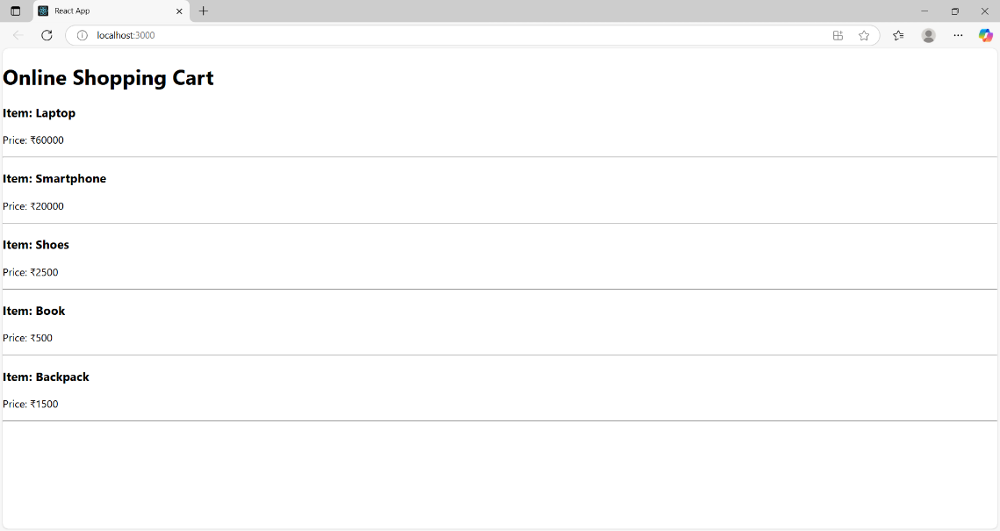 React App
localhost:3000
Online Shopping Cart
Item: Laptop
Price: ₹60000
Item: Smartphone
Price: ₹20000
Item: Shoes
Price: ₹2500
Item: Book
Price: ₹500
Item: Backpack
Price: ₹1500